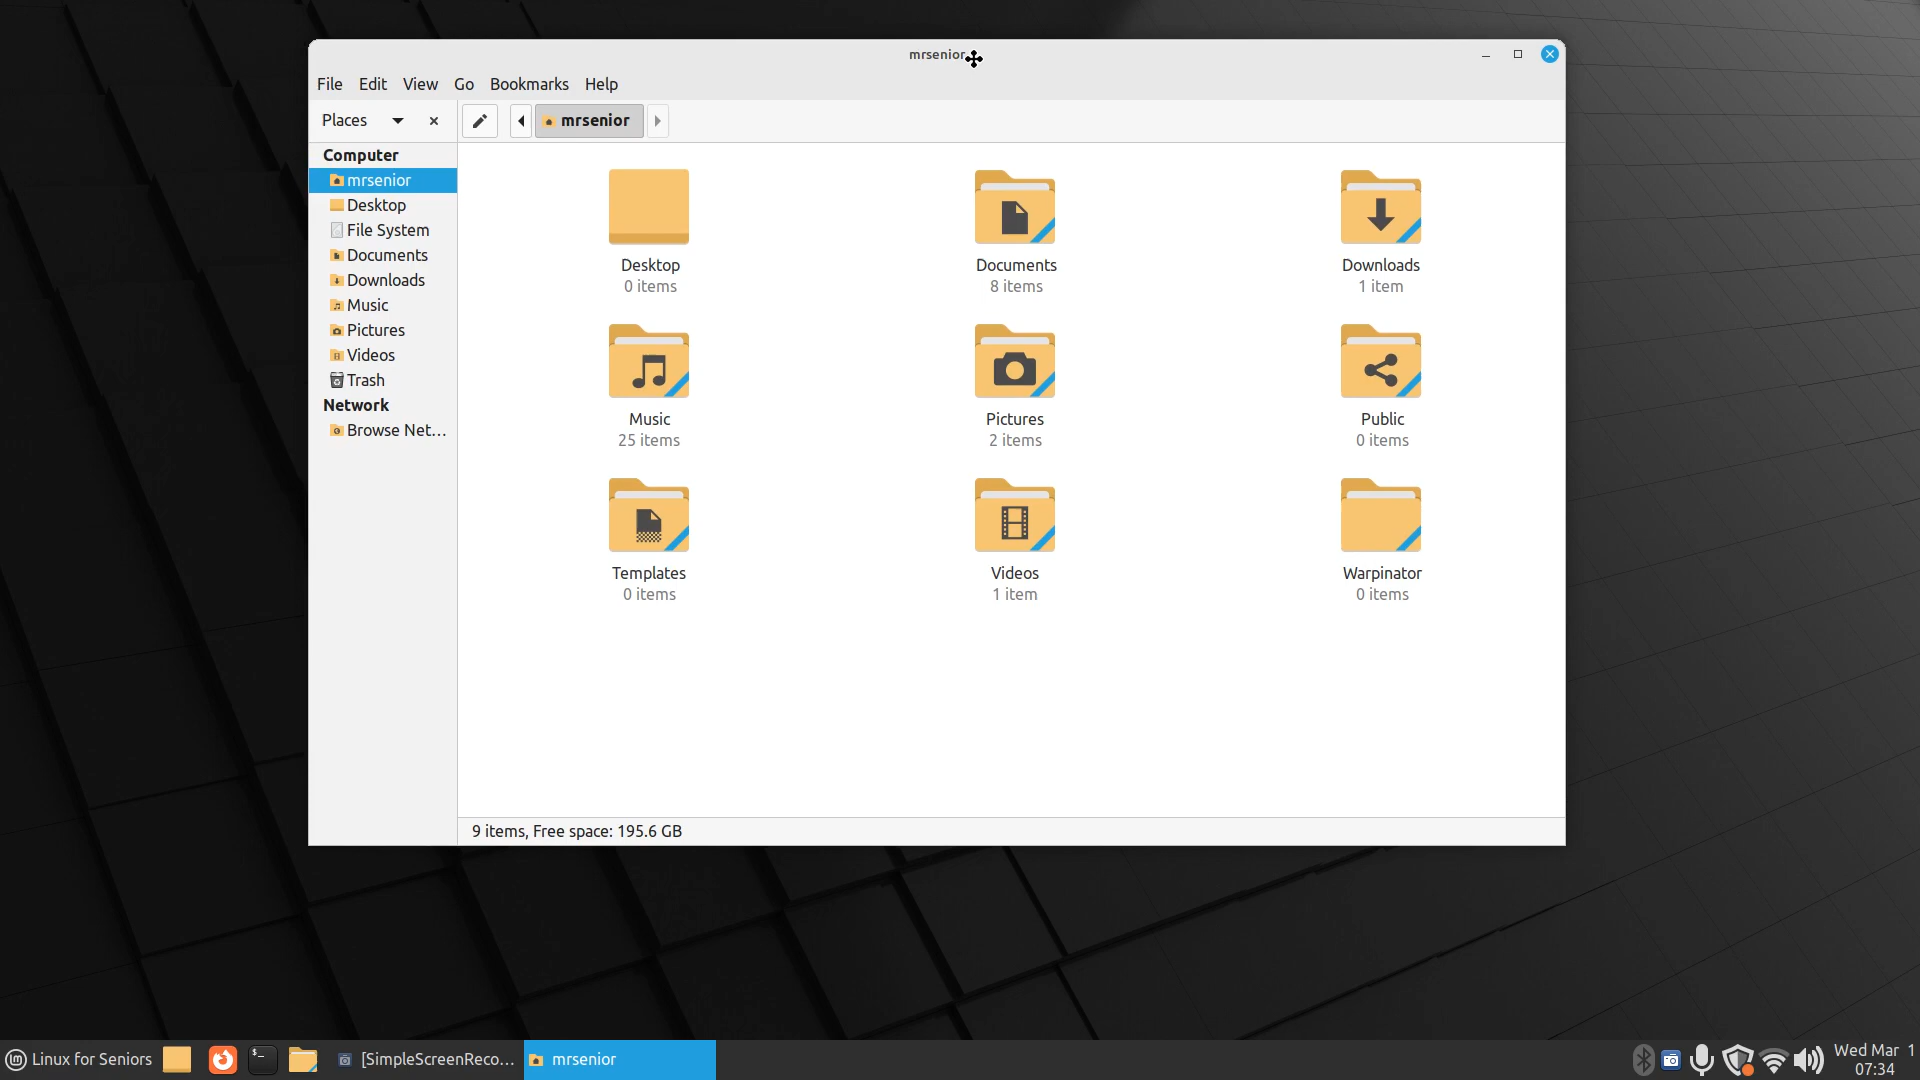 mrsenior
File Edit View Go Bookmarks Help
Places
mrsenior
Computer
mrsenior
Desktop
File System
Documents
Downloads
Music
Pictures
Videos
Trash
Network
Browse Net...
Desktop
0 items
Documents
8 items
Downloads
1 item
Music
25 items
Pictures
2 items
Public
0 items
Templates
0 items
Videos
1 item
Warpinator
0 items
9 items, Free space: 195.6 GB
Linux for Seniors
[SimpleScreenReco...
mrsenior
Wed Mar 1
07:34